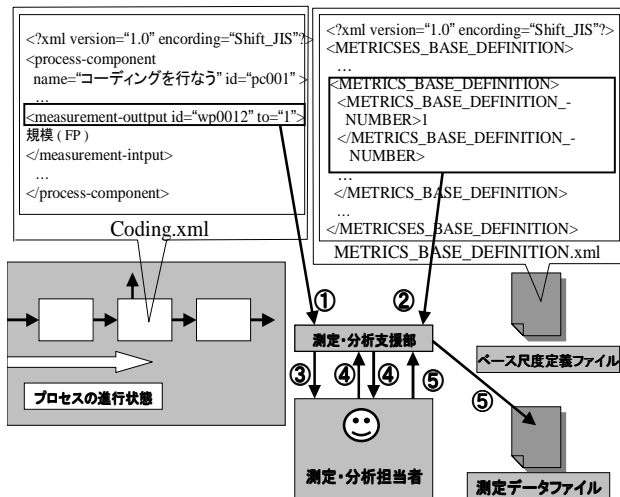 <?xml version="1.0" encording="Shift_JIS"?>
<process-component
name="コーディングを行なう" id="pc001" >
…
<measurement-outtput id="wp0012" to="1">
規模 ( FP )
</measurement-intput>
…
</process-component>
Coding.xml
<?xml version="1.0" encording="Shift_JIS"?>
<METRICSES_BASE_DEFINITION>
…
<METRICS_BASE_DEFINITION>
<METRICS_BASE_DEFINITION_-
NUMBER>1
</METRICS_BASE_DEFINITION_-
NUMBER>
…
</METRICS_BASE_DEFINITION>
…
</METRICSES_BASE_DEFINITION>
METRICS_BASE_DEFINITION.xml
プロセスの進行状態
①
②
測定・分析支援部
③
④
④
⑤
⑤
測定・分析担当者
ベース尺度定義ファイル
測定データファイル